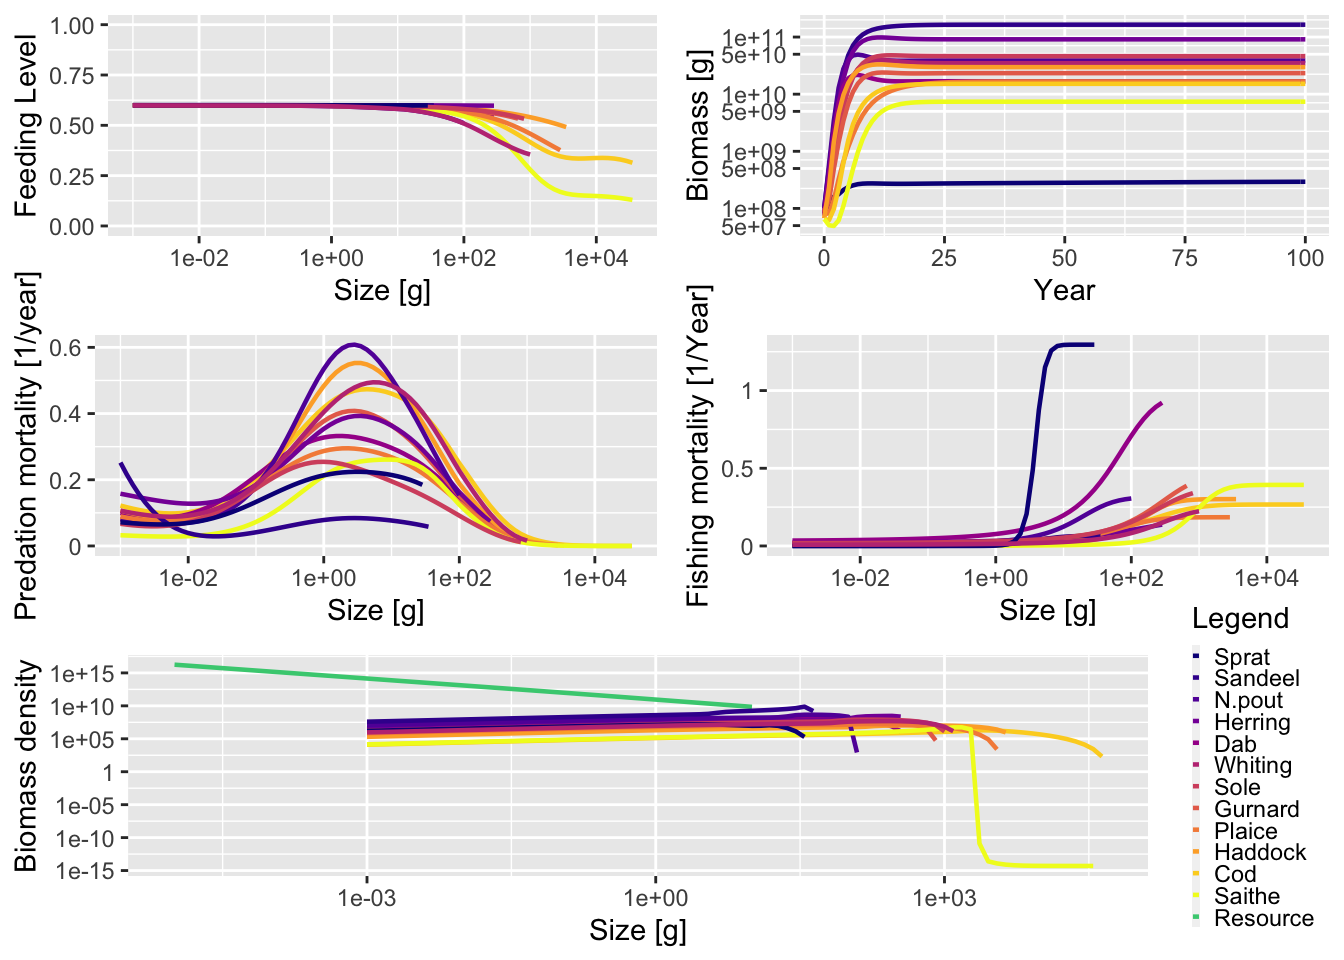 Feeding Level
1.00
0.75
0.50
0.25
0.00
1e-02 1e+00 1e+02 1e+04
Size [g]
Biomass [g]
1e+11
5e+10
1e+10
5e+09
1e+09
5e+08
1e+08
5e+07
0 25 50 75 100
Year
Predation mortality [1/year]
0.6
0.4
0.2
0
1e-02 1e+00 1e+02 1e+04
Size [g]
Fishing mortality [1/Year]
1
0.5
0
1e-02 1e+00 1e+02 1e+04
Size [g]
Biomass density
1e+15
1e+10
1e+05
1
1e-05
1e-10
1e-15
1e-03 1e+00 1e+03
Size [g]
Legend
Sprat
Sandeel
N.pout
Herring
Dab
Whiting
Sole
Gurnard
Plaice
Haddock
Cod
Saithe
Resource